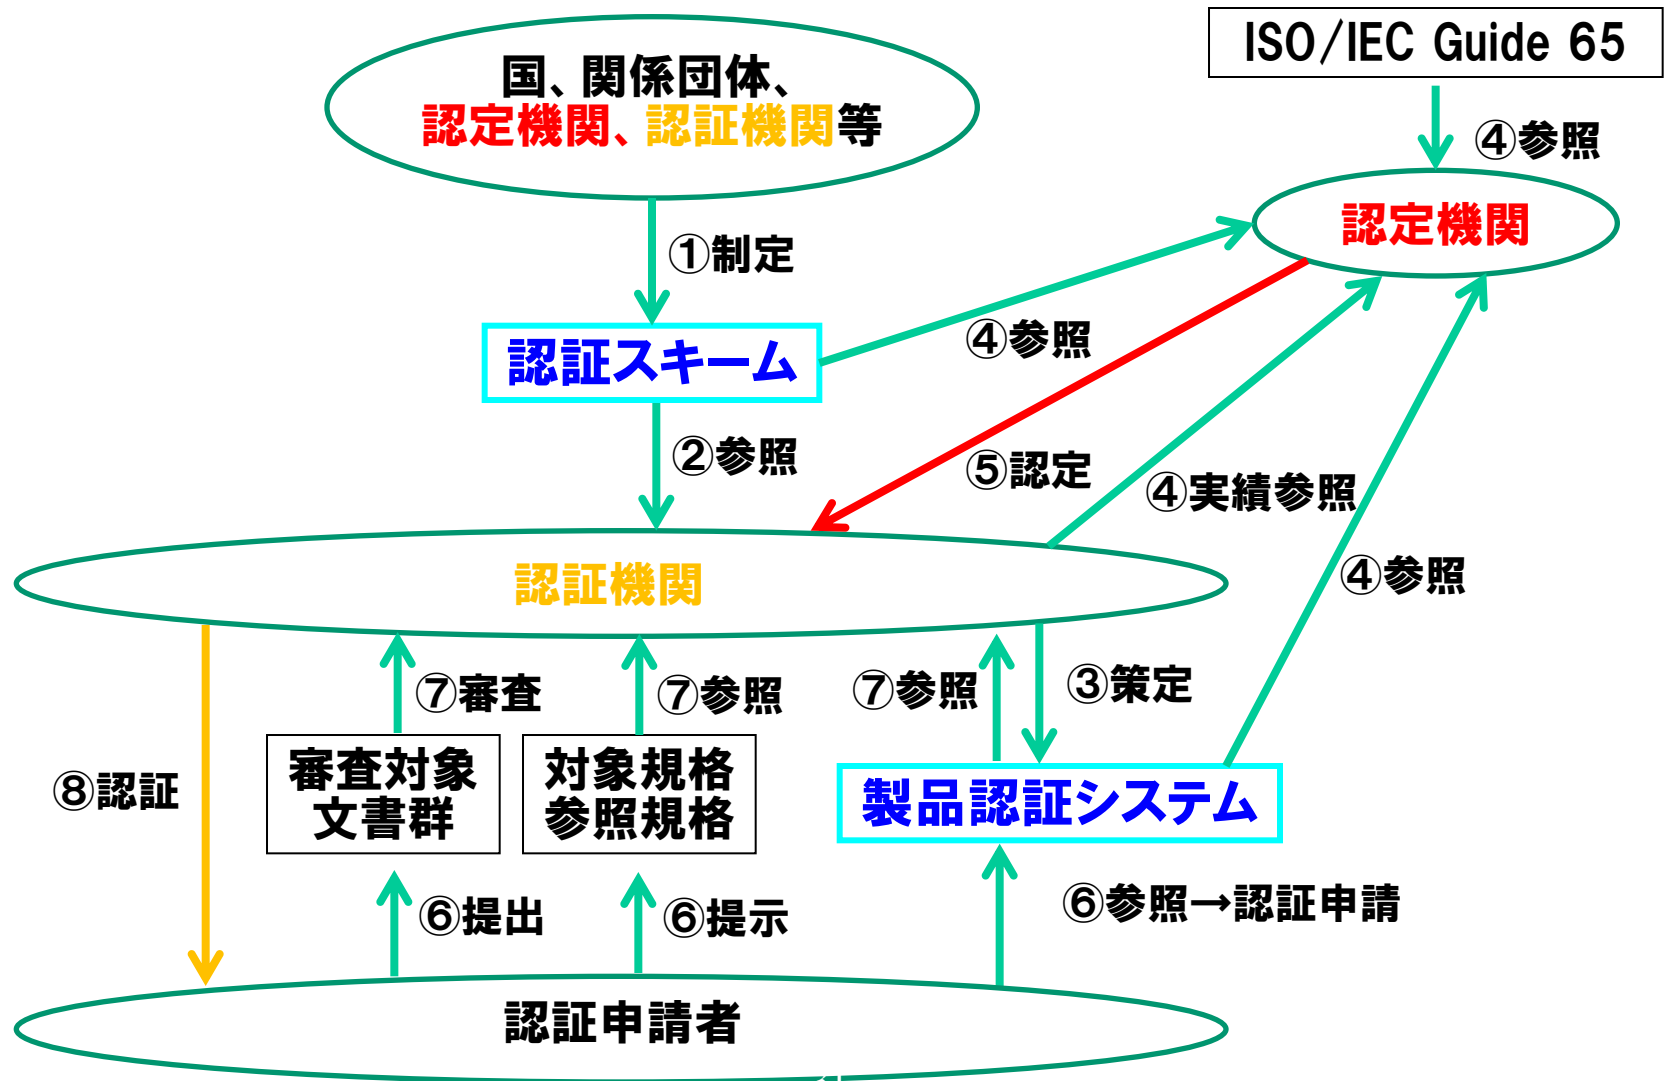 ISO/IEC Guide 65
国、関係団体、
認定機関、認証機関等
④参照
認定機関
①制定
④参照
認証スキーム
②参照
⑤認定
④実績参照
④参照
認証機関
⑦審査
⑦参照
⑦参照
③策定
⑧認証
審査対象
文書群
対象規格
参照規格
製品認証システム
⑥提出
⑥提示
⑥参照→認証申請
認証申請者